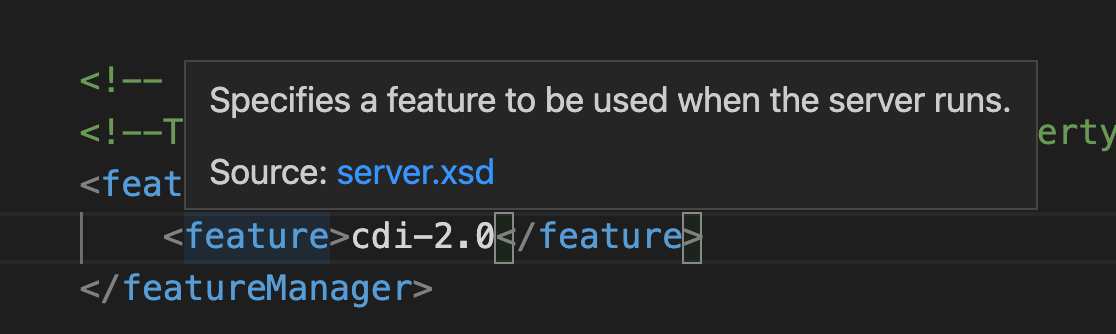 <!--
Specifies a feature to be used when the server runs.
<!--T
erty
Source: server.xsd
<feat
<feature>cdi-2.0</feature>
</featureManager>